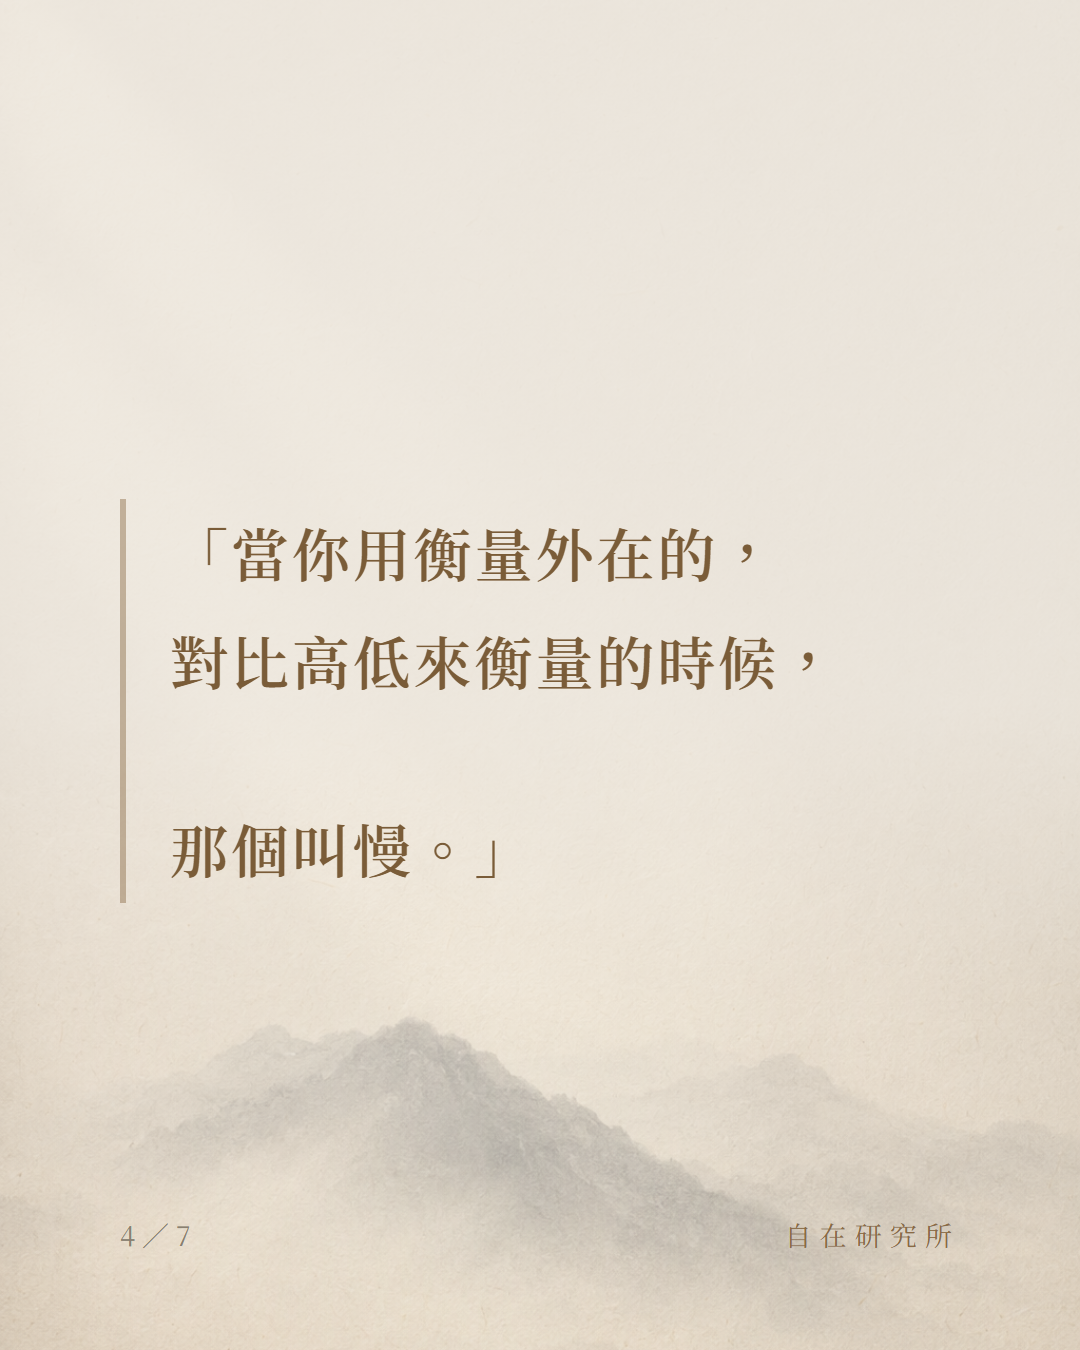 「當你用衡量外在的，
對比高低來衡量的時候，
那個叫慢。」
4／7
自在研究所